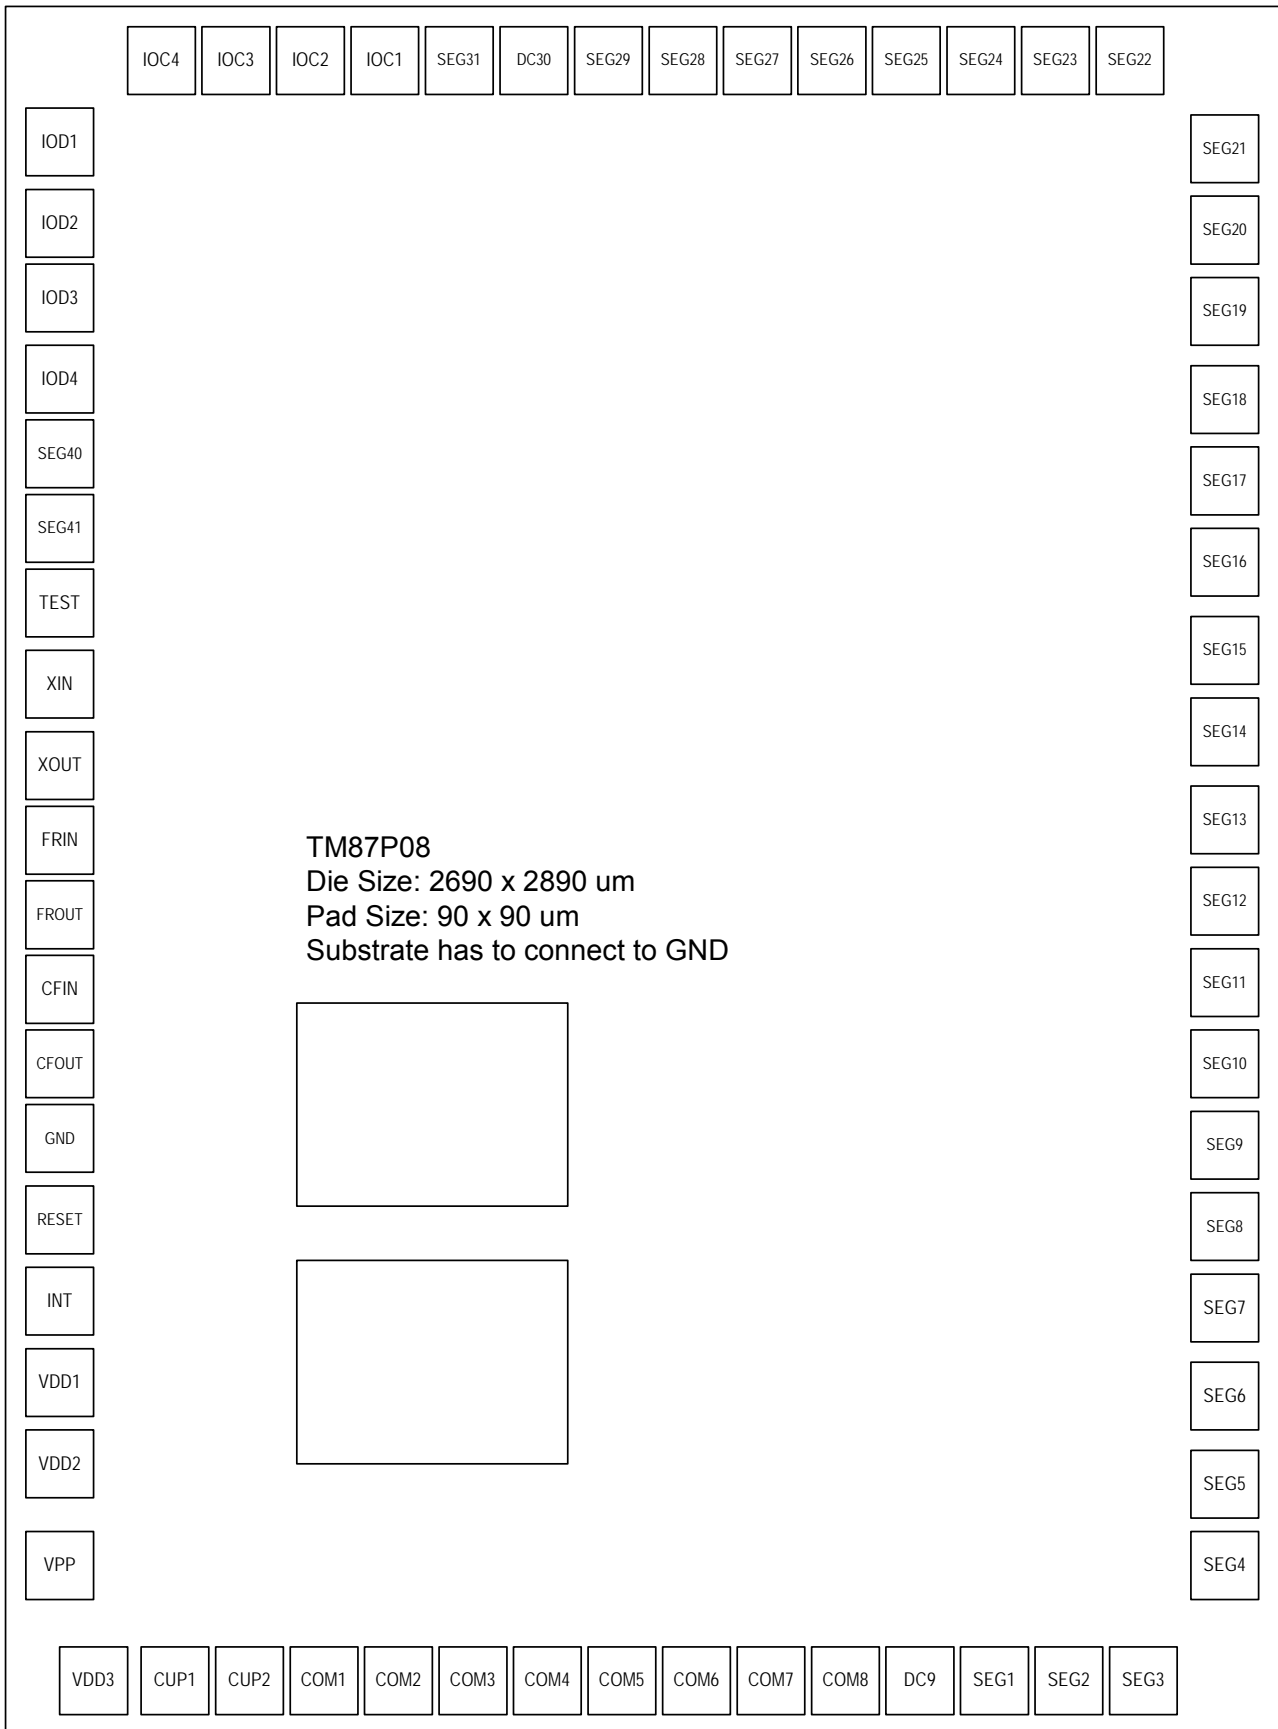 IOC4 IOC3 IOC2 IOC1 SEG31 DC30 SEG29 SEG28 SEG27 SEG26 SEG25 SEG24 SEG23 SEG22
IOD1
IOD2
IOD3
IOD4
SEG40
SEG41
TEST
XIN
XOUT
FRIN
FROUT
CFIN
CFOUT
GND
RESET
INT
VDD1
VDD2
VPP
TM87P08
Die Size: 2690 x 2890 um
Pad Size: 90 x 90 um
Substrate has to connect to GND
SEG21
SEG20
SEG19
SEG18
SEG17
SEG16
SEG15
SEG14
SEG13
SEG12
SEG11
SEG10
SEG9
SEG8
SEG7
SEG6
SEG5
SEG4
VDD3 CUP1 CUP2 COM1 COM2 COM3 COM4 COM5 COM6 COM7 COM8 DC9 SEG1 SEG2 SEG3